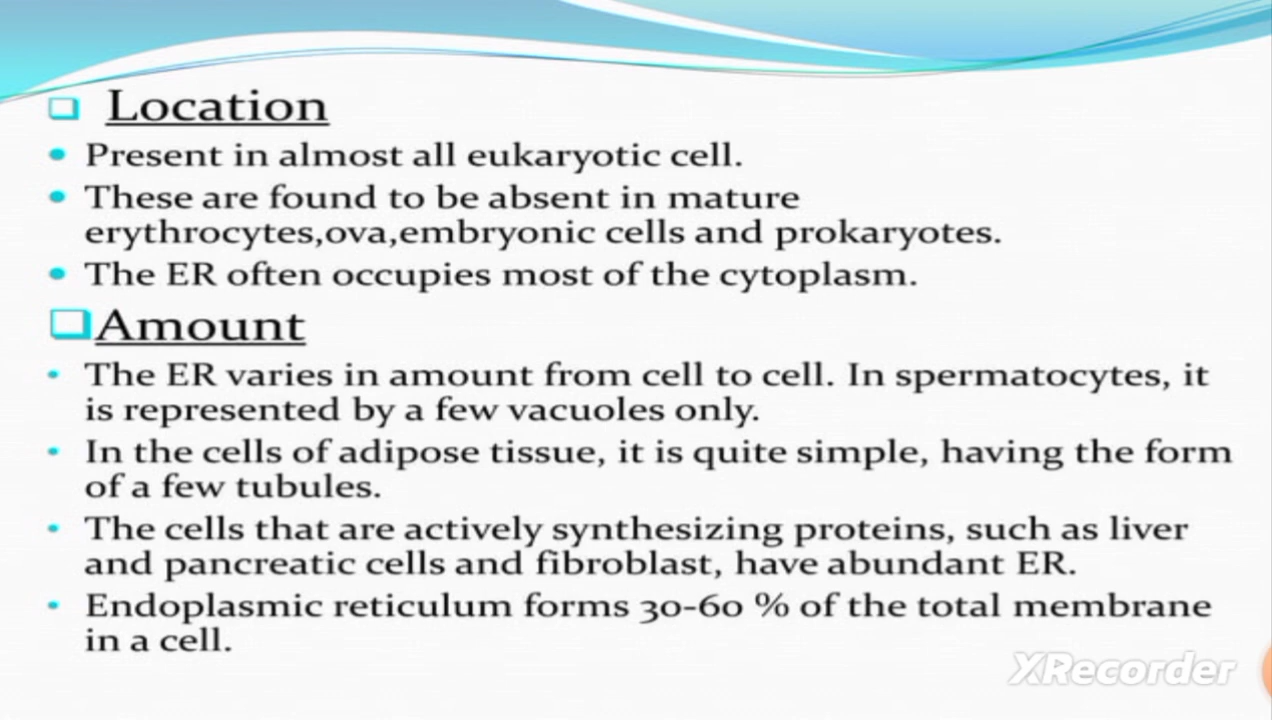 Location
Present in almost all eukaryotic cell.
These are found to be absent in mature
erythrocytes,ova,embryonic cells and prokaryotes.
The ER often occupies most of the cytoplasm.
Amount
The ER varies in amount from cell to cell. In spermatocytes, it
is represented by a few vacuoles only.
In the cells of adipose tissue, it is quite simple, having the form
of a few tubules.
The cells that are actively synthesizing proteins, such as liver
and pancreatic cells and fibroblast, have abundant ER.
Endoplasmic reticulum forms 30-60 % of the total membrane
in a cell.
XRecorder